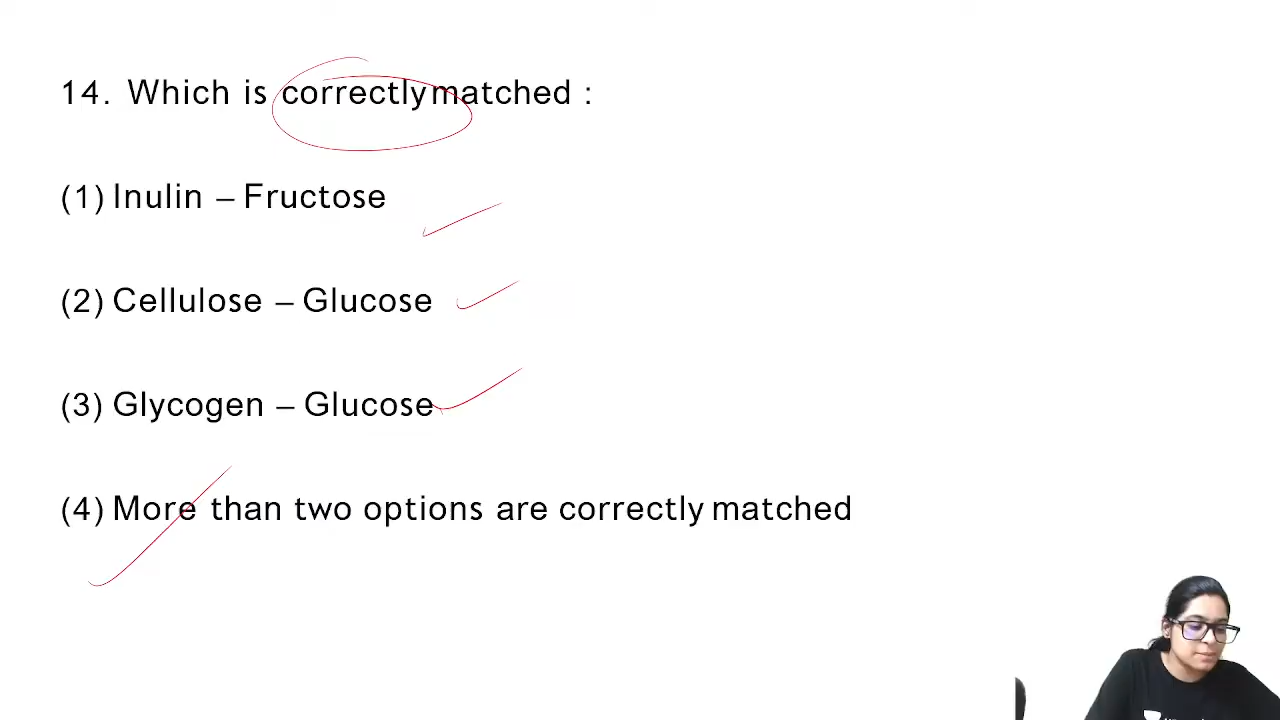 14. Which is correctly matched :
(1) Inulin – Fructose
(2) Cellulose – Glucose
(3) Glycogen – Glucose
(4) More than two options are correctly matched